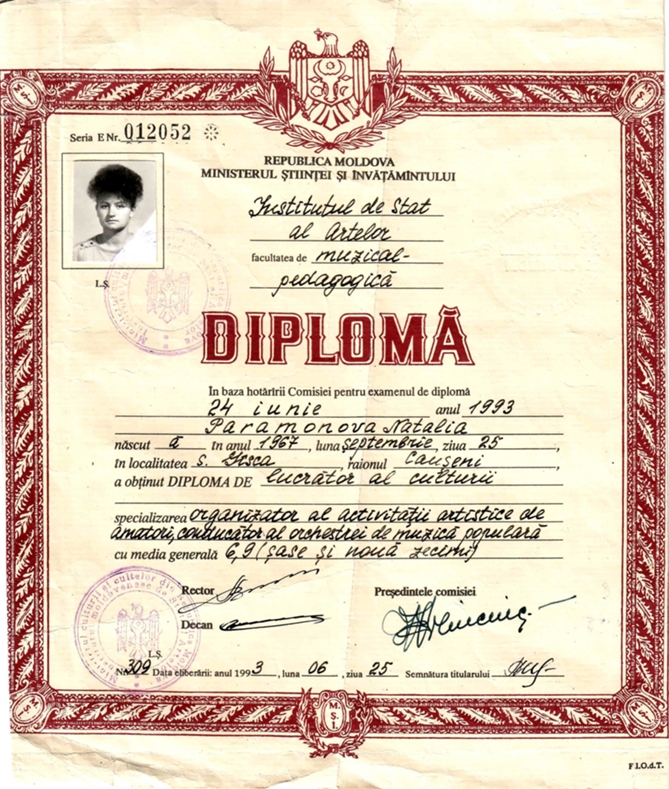 Seria E Nr. 012052
REPUBLICA MOLDOVA
MINISTERUL ŞTIINŢEI ŞI ÎNVĂŢĂMÎNTULUI
Institutul de Stat
al Artelor
facultatea de muzical-
pedagogică
L.Ş.
DIPLOMĂ
În baza hotărîrii Comisiei pentru examenul de diplomă
24 iunie anul 1993
Paramonova Natalia
născut ă în anul 1967, luna septembrie, ziua 25,
în localitatea s. Gîsca, raionul Căuşeni
a obţinut DIPLOMA DE lucrător al culturii
specializarea organizator al activităţii artistice de
amatori, conducător al orchestrei de muzică populară
cu media generală 6,9 (şase şi nouă zecimi)
Rector
Preşedintele comisiei
Decan
L.Ş.
Nr. 309 Data eliberării: anul 1993, luna 06, ziua 25 Semnătura titularului
M.Ş.Î.
F I.O.d.T.